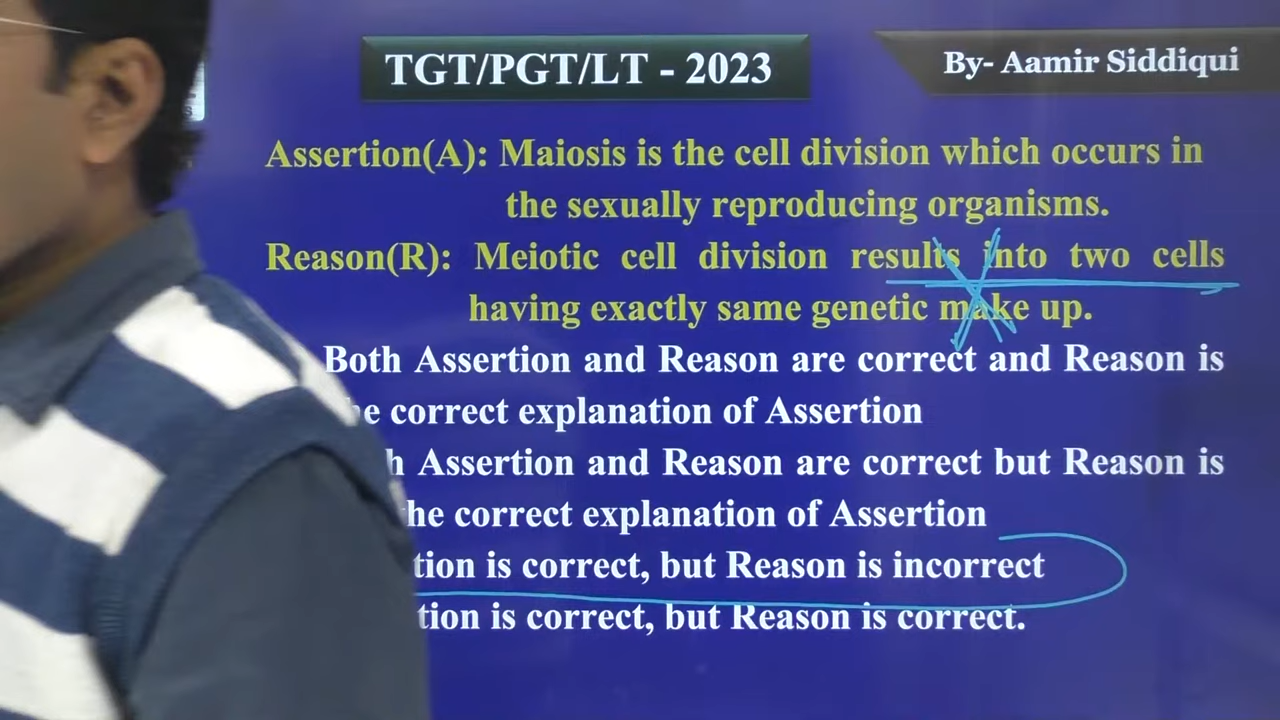 TGT/PGT/LT - 2023
By- Aamir Siddiqui
Assertion(A): Maiosis is the cell division which occurs in
the sexually reproducing organisms.
Reason(R): Meiotic cell division results into two cells
having exactly same genetic make up.
Both Assertion and Reason are correct and Reason is
correct explanation of Assertion
Assertion and Reason are correct but Reason is
correct explanation of Assertion
is correct, but Reason is incorrect
is correct, but Reason is correct.